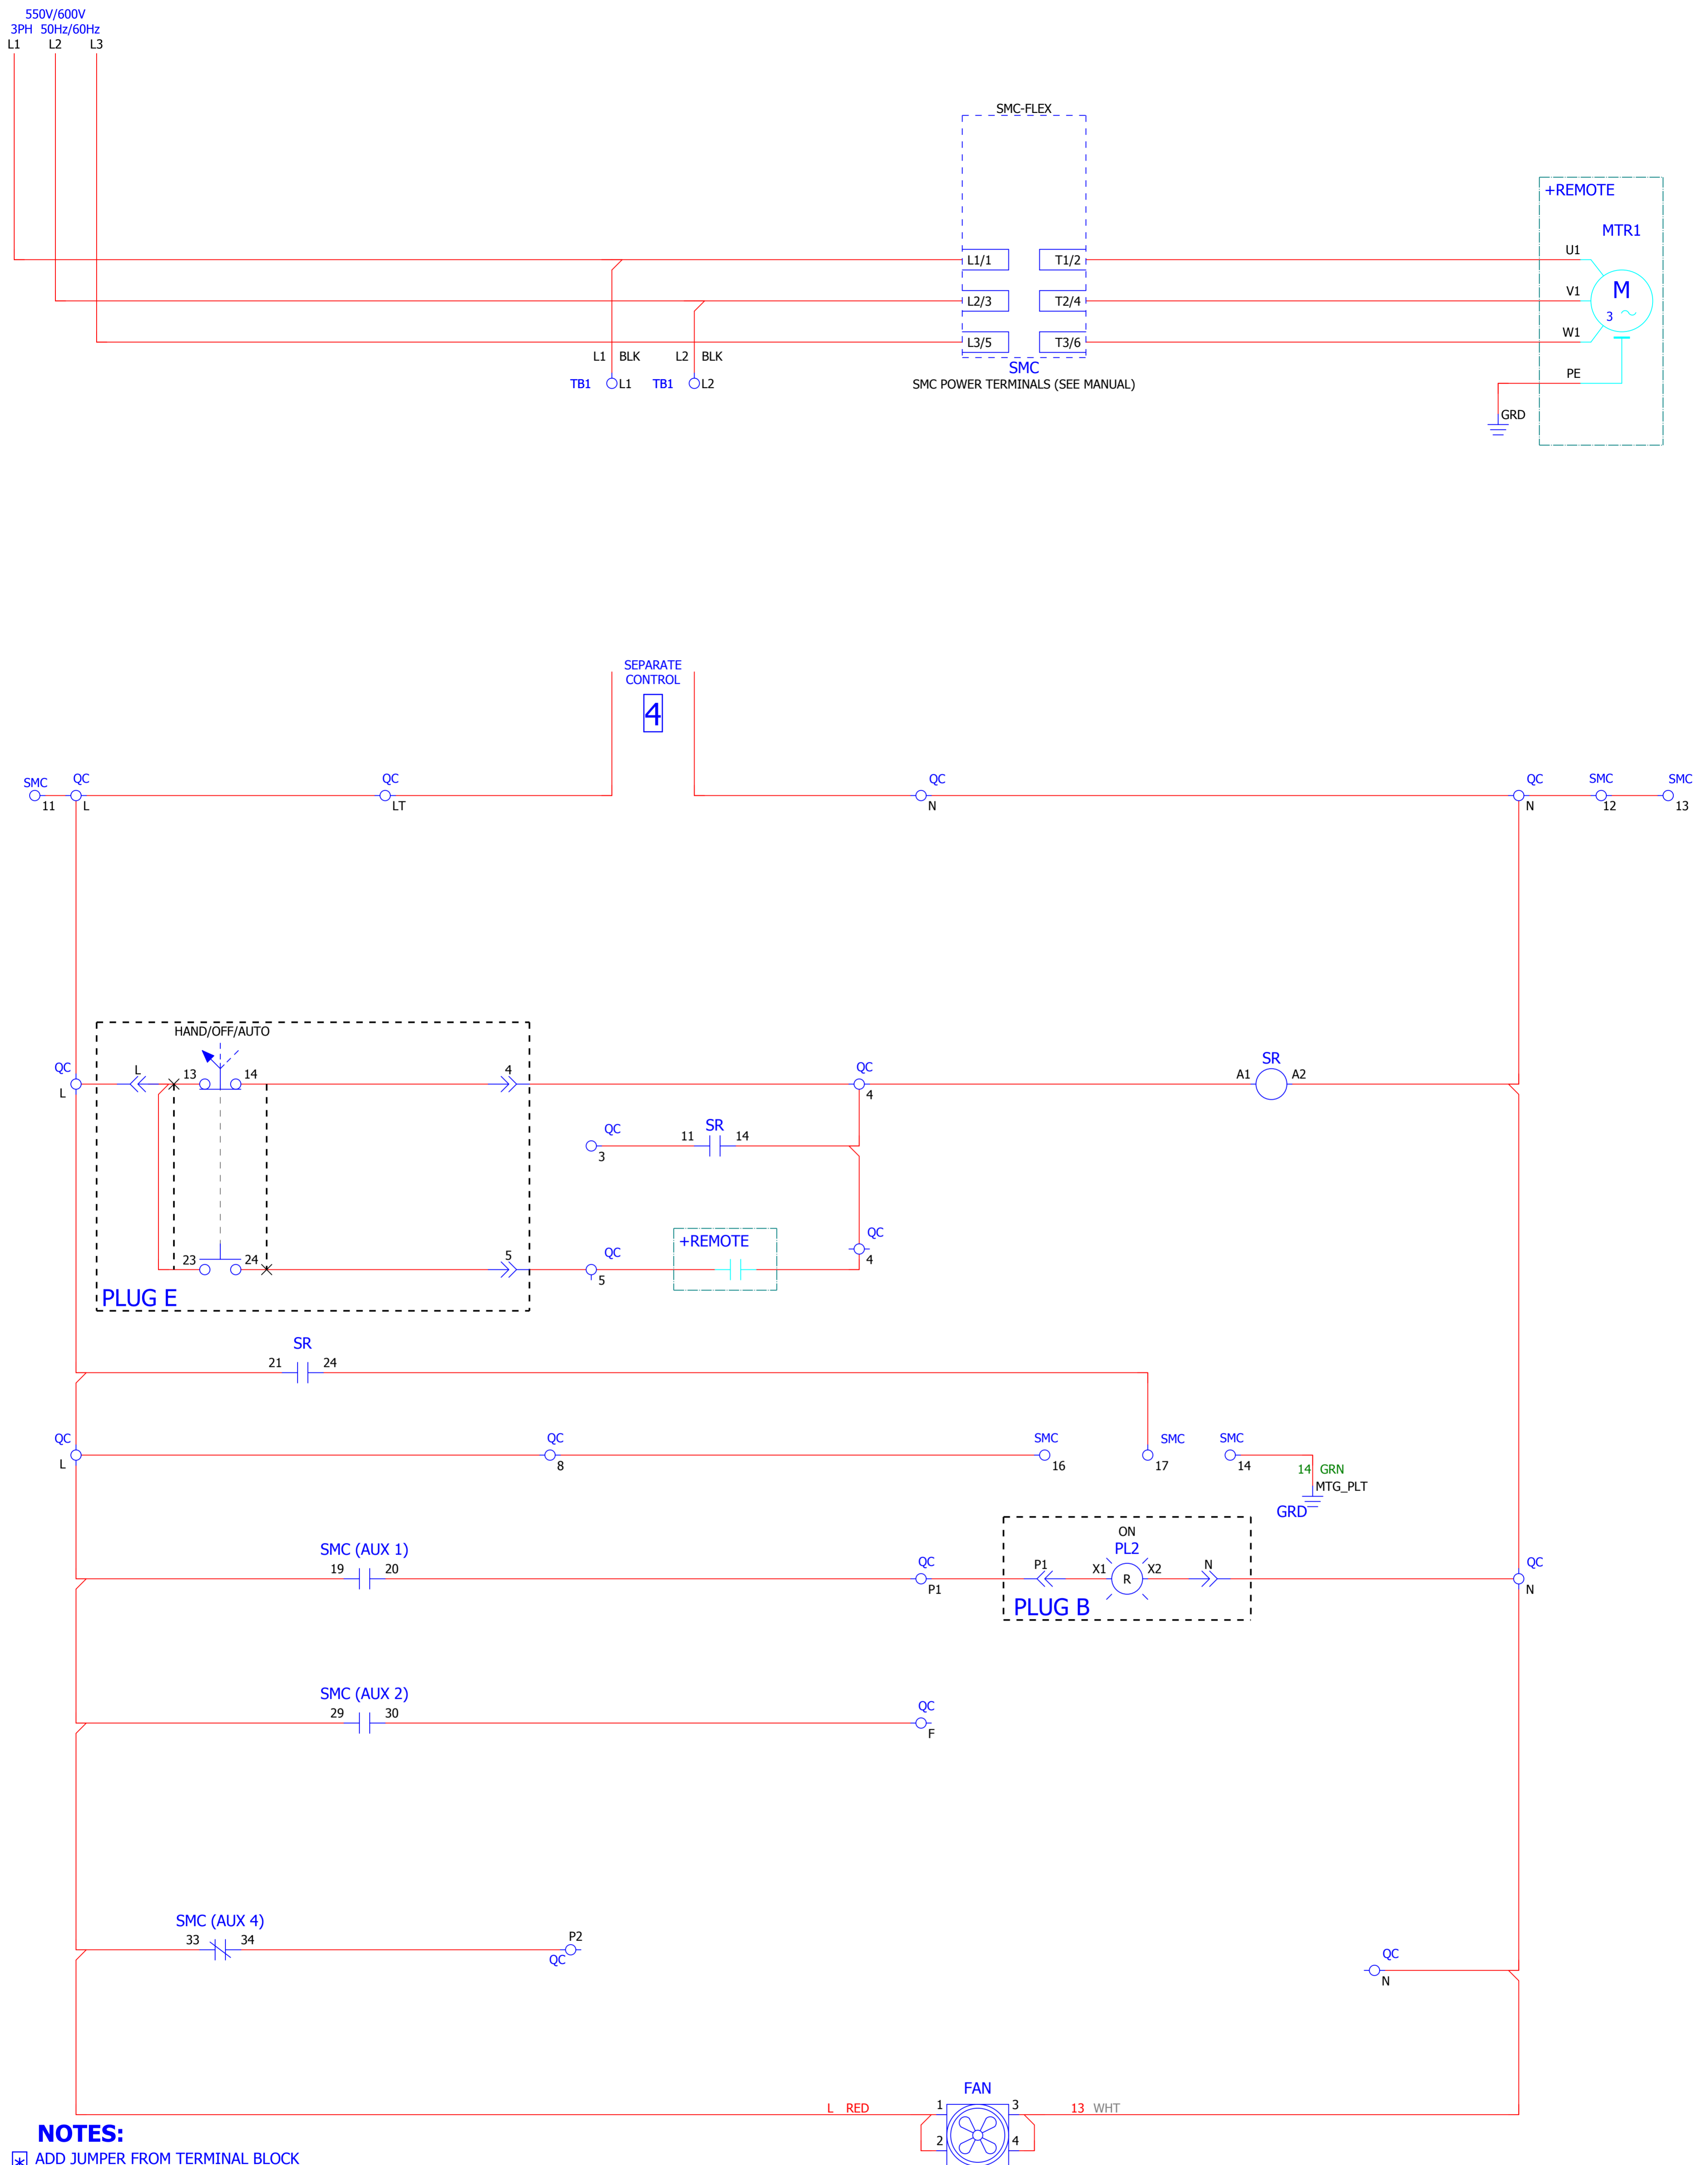 550V/600V
3PH 50Hz/60Hz
L1 L2 L3
SMC-FLEX
+REMOTE
MTR1
L1/1 T1/2 U1
L2/3 T2/4 V1 M
3
L3/5 T3/6 W1
L1 BLK L2 BLK
SMC
TB1 L1 TB1 L2
SMC POWER TERMINALS (SEE MANUAL)
PE
GRD
SEPARATE
CONTROL
4
SMC QC QC QC QC SMC SMC
11 L LT N N 12 13
HAND/OFF/AUTO
QC L 13 14 4 QC A1 SR A2
L 4
QC 11 SR 14
3
+REMOTE QC
23 24 5 QC 4
5
PLUG E
SR
21 24
QC QC SMC SMC SMC
L 8 16 17 14
14 GRN
MTG_PLT
GRD
ON
SMC (AUX 1) PL2
19 20 QC P1 X1 R X2 N QC
P1 N
PLUG B
SMC (AUX 2)
29 30 QC
F
SMC (AUX 4)
33 34 P2
QC
QC
N
FAN
L RED 1 3 13 WHT
2 4
NOTES:
* ADD JUMPER FROM TERMINAL BLOCK